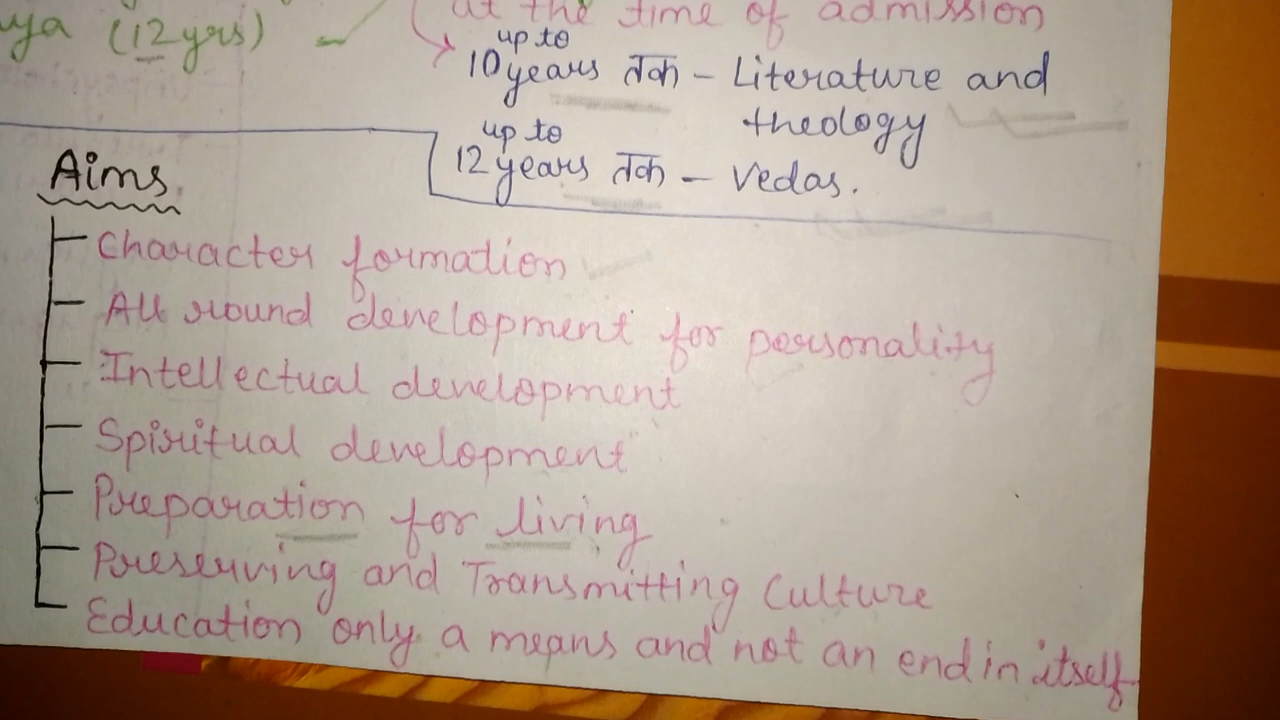 at the time of admission
(12 yrs)
up to
10 years तक - Literature and
theology
up to
12 years तक - Vedas.
Aims
Character formation
All round development for personality
Intellectual development
Spiritual development
Preparation for living
Preserving and Transmitting Culture
Education only a means and not an end in itself